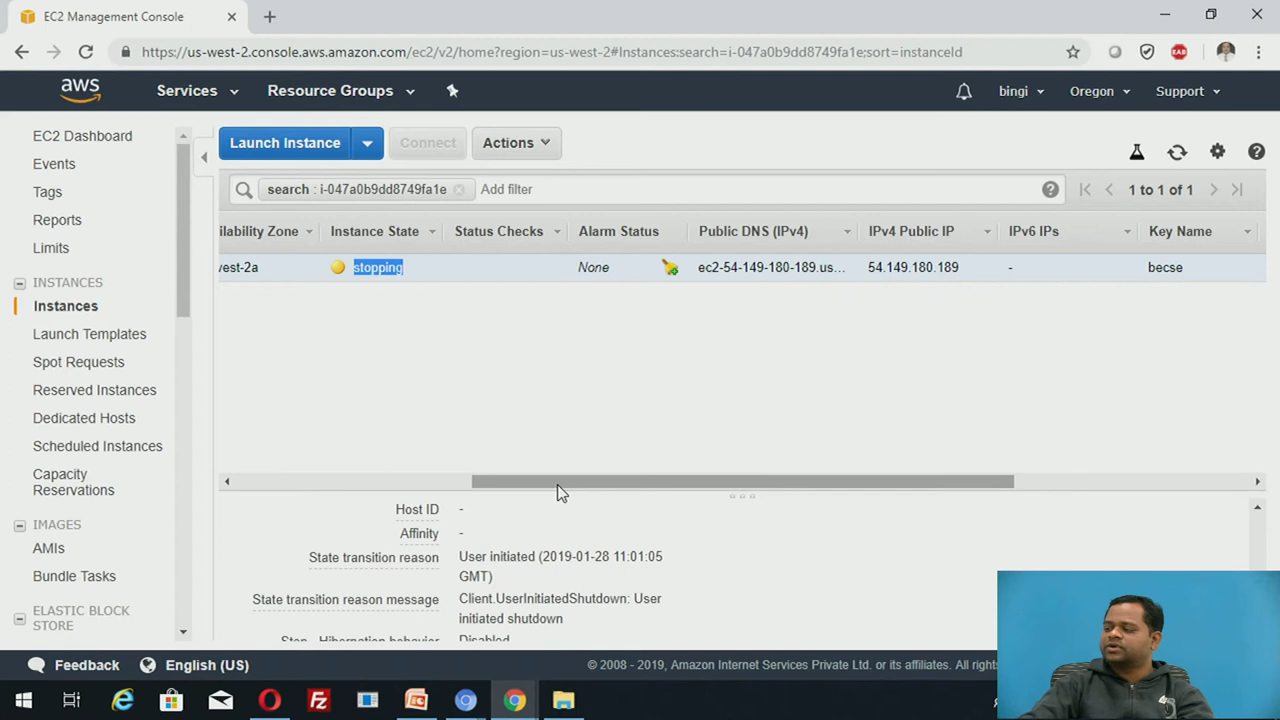 EC2 Management Console
https://us-west-2.console.aws.amazon.com/ec2/v2/home?region=us-west-2#Instances:search=i-047a0b9dd8749fa1e;sort=instanceId
EAB
aws
Services
Resource Groups
bingi
Oregon
Support
EC2 Dashboard
Events
Tags
Reports
Limits
INSTANCES
Instances
Launch Templates
Spot Requests
Reserved Instances
Dedicated Hosts
Scheduled Instances
Capacity
Reservations
IMAGES
AMIs
Bundle Tasks
ELASTIC BLOCK
STORE
Launch Instance
Connect
Actions
search : i-047a0b9dd8749fa1e
Add filter
1 to 1 of 1
ilability Zone
Instance State
Status Checks
Alarm Status
Public DNS (IPv4)
IPv4 Public IP
IPv6 IPs
Key Name
vest-2a
stopping
None
ec2-54-149-180-189.us...
54.149.180.189
-
becse
Host ID -
Affinity -
State transition reason User initiated (2019-01-28 11:01:05
GMT)
State transition reason message Client.UserInitiatedShutdown: User
initiated shutdown
Stop - Hibernation behavior Disabled
Feedback
English (US)
© 2008 - 2019, Amazon Internet Services Private Ltd. or its affiliates. All righ